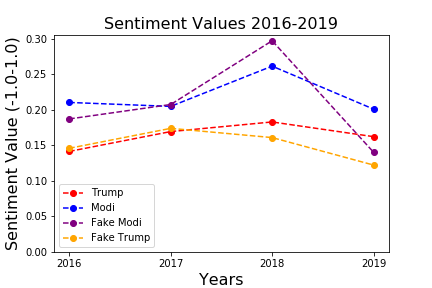 Sentiment Values 2016-2019
Sentiment Value (-1.0-1.0)
0.30
0.25
0.20
0.15
0.10
0.05
0.00
Trump
Modi
Fake Modi
Fake Trump
2016 2017 2018 2019
Years